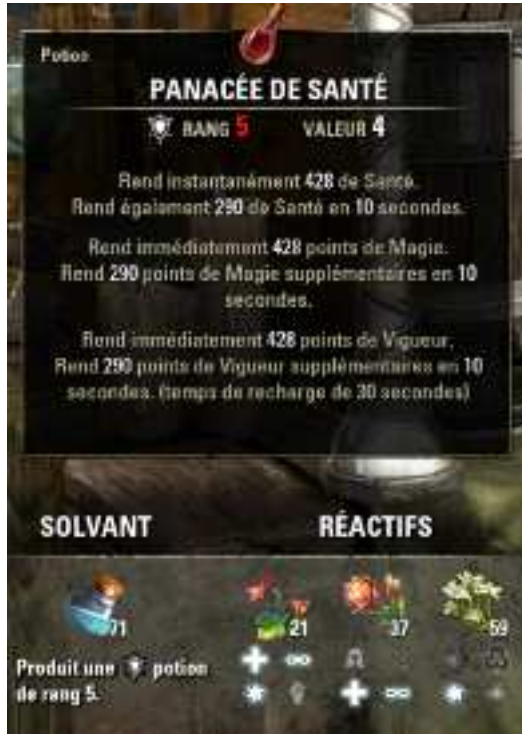 Potion
PANACÉE DE SANTÉ
RANG 5 VALEUR 4
Rend instantanément 428 de Santé.
Rend également 290 de Santé en 10 secondes.
Rend immédiatement 428 points de Magie.
Rend 290 points de Magie supplémentaires en 10
secondes.
Rend immédiatement 428 points de Vigueur.
Rend 290 points de Vigueur supplémentaires en 10
secondes. (temps de recharge de 30 secondes)
SOLVANT RÉACTIFS
71 21 37 59
Produit une potion
de rang 5.